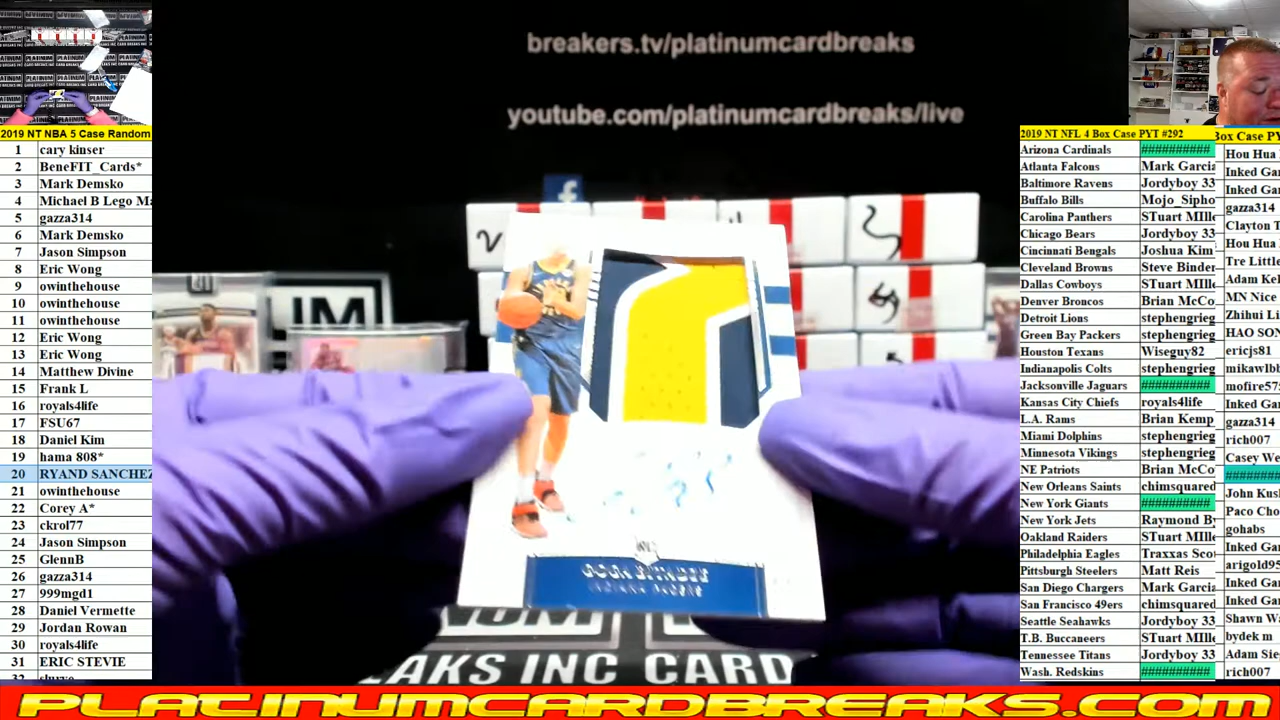 breakers.tv/platinumcardbreaks
youtube.com/platinumcardbreaks/live
2019 NT NBA 5 Case Random
1 cary kinser
2 BeneFIT_Cards*
3 Mark Demsko
4 Michael B Lego Ma
5 gazza314
6 Mark Demsko
7 Jason Simpson
8 Eric Wong
9 owinthehouse
10 owinthehouse
11 owinthehouse
12 Eric Wong
13 Eric Wong
14 Matthew Divine
15 Frank L
16 royals4life
17 FSU67
18 Daniel Kim
19 hama 808*
20 RYAND SANCHEZ
21 owinthehouse
22 Corey A*
23 ckrol77
24 Jason Simpson
25 GlennB
26 gazza314
27 999mgd1
28 Daniel Vermette
29 Jordan Rowan
30 royals4life
31 ERIC STEVIE
GOGA BITADZE
INDIANA PACERS
AKS INC CARD
2019 NT NFL 4 Box Case PYT #292
Arizona Cardinals ##########
Atlanta Falcons Mark Garcia
Baltimore Ravens Jordyboy 33
Buffalo Bills Mojo_Sipho
Carolina Panthers STuart MIlle
Chicago Bears Jordyboy 33
Cincinnati Bengals Joshua Kim
Cleveland Browns Steve Binder
Dallas Cowboys STuart MIlle
Denver Broncos Brian McCo
Detroit Lions stephengrieg
Green Bay Packers stephengrieg
Houston Texans Wiseguy82
Indianapolis Colts stephengrieg
Jacksonville Jaguars ##########
Kansas City Chiefs royals4life
L.A. Rams Brian Kemp
Miami Dolphins stephengrieg
Minnesota Vikings stephengrieg
NE Patriots Brian McCo
New Orleans Saints chimsquared
New York Giants ##########
New York Jets Raymond By
Oakland Raiders STuart MIlle
Philadelphia Eagles Traxxas Sco
Pittsburgh Steelers Matt Reis
San Diego Chargers Mark Garcia
San Francisco 49ers chimsquared
Seattle Seahawks Jordyboy 33
T.B. Buccaneers STuart MIlle
Tennessee Titans Jordyboy 33
Wash. Redskins ##########
Box Case PY
Hou Hua
Inked Gar
Inked Gar
gazza314
Clayton T
Hou Hua
Tre Little
Adam Kel
MN Nice
Zhihui Li
HAO SON
ericjs81
mikawlbb
mofire575
Inked Gar
gazza314
rich007
Casey We
########
John Kusl
Paco Cho
gohabs
Inked Gar
arigold95
Inked Gar
Inked Gar
Shawn Wa
bydek m
Adam Sie
rich007
PLATINUMCARDBREAKS.COM